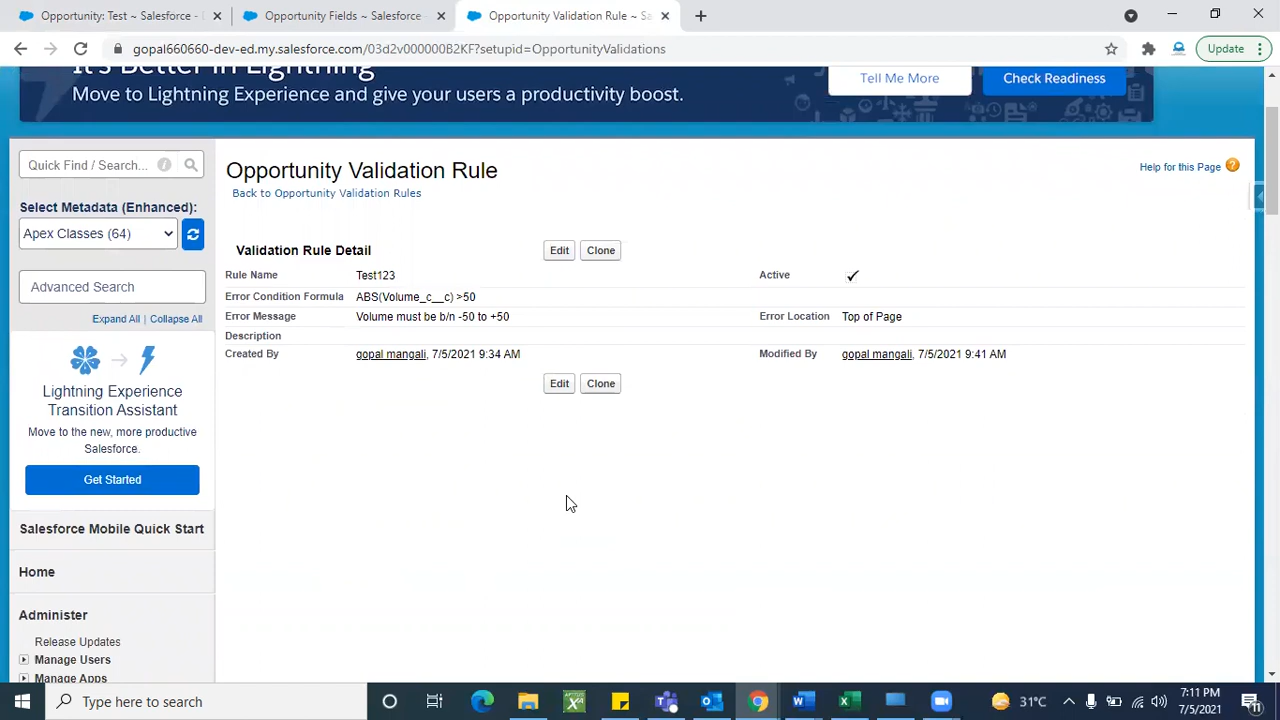 Opportunity: Test ~ Salesforce - D
Opportunity Fields ~ Salesforce -
Opportunity Validation Rule ~ Sa
gopal660660-dev-ed.my.salesforce.com/03d2v000000B2KF?setupid=OpportunityValidations
Update
It's Better in Lightning
Move to Lightning Experience and give your users a productivity boost.
Tell Me More
Check Readiness
Quick Find / Search...
Select Metadata (Enhanced):
Apex Classes (64)
Advanced Search
Expand All | Collapse All
Lightning Experience
Transition Assistant
Move to the new, more productive
Salesforce.
Get Started
Salesforce Mobile Quick Start
Home
Administer
Release Updates
Manage Users
Manage Apps
Opportunity Validation Rule
Help for this Page
Back to Opportunity Validation Rules
Validation Rule Detail
Edit Clone
Rule Name Test123 Active
Error Condition Formula ABS(Volume_c__c) >50
Error Message Volume must be b/n -50 to +50 Error Location Top of Page
Description
Created By gopal mangali, 7/5/2021 9:34 AM Modified By gopal mangali, 7/5/2021 9:41 AM
Edit Clone
Type here to search
31°C
7:11 PM
7/5/2021
11